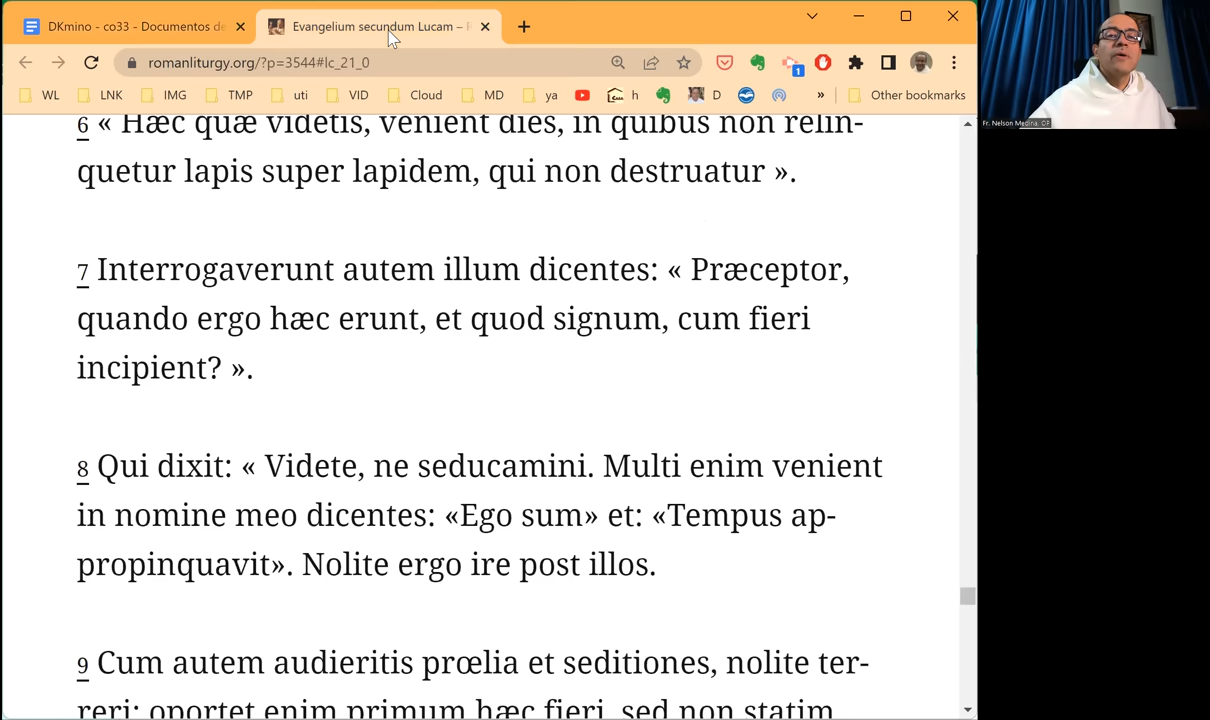 DKmino - co33 - Documentos de
Evangelium secundum Lucam – R
romanliturgy.org/?p=3544#lc_21_0
1
WL LNK IMG TMP uti VID Cloud MD ya h D » Other bookmarks
Fr. Nelson Medina, OP
6 « Hæc quæ videtis, venient dies, in quibus non relin-
quetur lapis super lapidem, qui non destruatur ».
7 Interrogaverunt autem illum dicentes: « Præceptor,
quando ergo hæc erunt, et quod signum, cum fieri
incipient? ».
8 Qui dixit: « Videte, ne seducamini. Multi enim venient
in nomine meo dicentes: «Ego sum» et: «Tempus ap-
propinquavit». Nolite ergo ire post illos.
9 Cum autem audieritis prœlia et seditiones, nolite ter-
reri; oportet enim primum hæc fieri, sed non statim